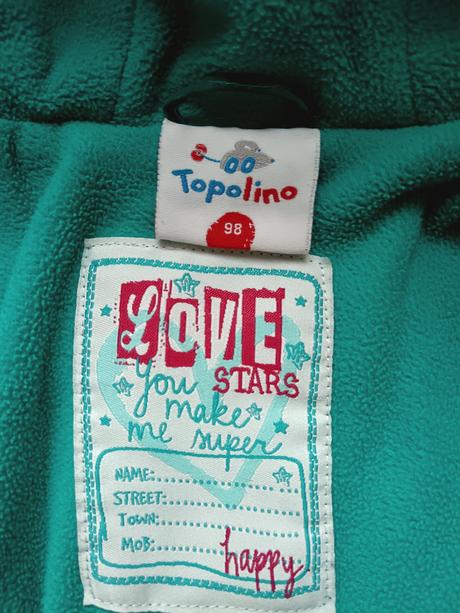 Topolino
98
LOVE
STARS
you
make
me super
NAME:
STREET:
TOWN:
MOB:
happy